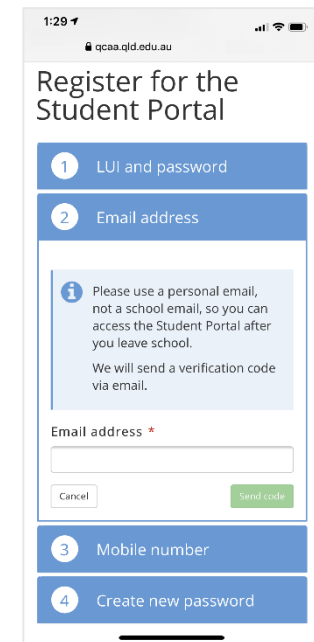 1:29
qcaa.qld.edu.au
Register for the
Student Portal
1 LUI and password
2 Email address
Please use a personal email,
not a school email, so you can
access the Student Portal after
you leave school.
We will send a verification code
via email.
Email address *
Cancel Send code
3 Mobile number
4 Create new password